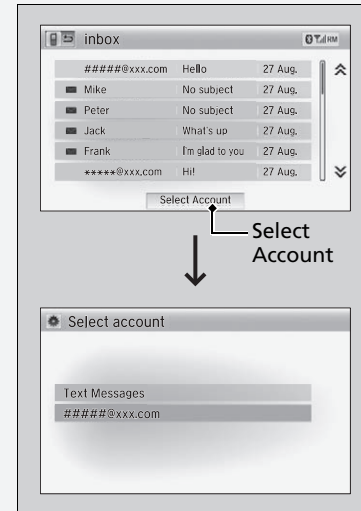 inbox
RM
#####@xxx.com Hello 27 Aug.
Mike No subject 27 Aug.
Peter No subject 27 Aug.
Jack What's up 27 Aug.
Frank I'm glad to you 27 Aug.
*****@xxx.com Hi! 27 Aug.
Select Account
Select
Account
Select account
Text Messages
#####@xxx.com